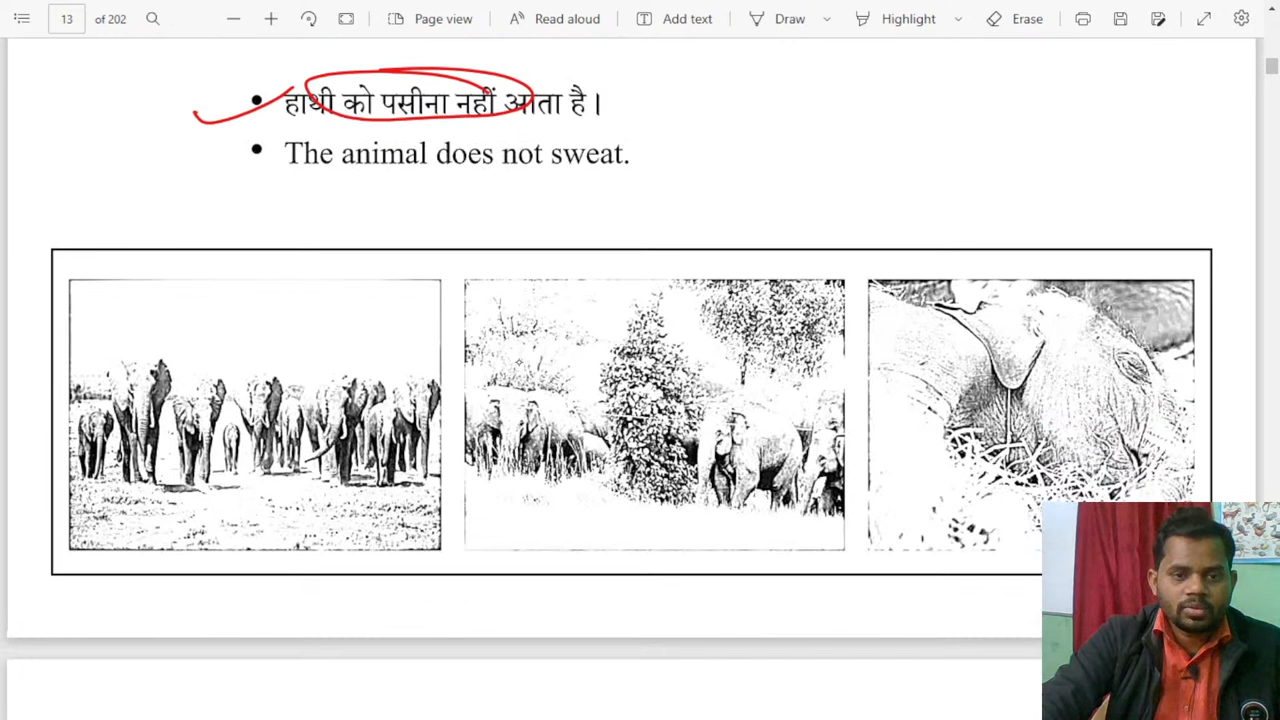 13 of 202 Page view Read aloud Add text Draw Highlight Erase
हाथी को पसीना नहीं आता है।
The animal does not sweat.